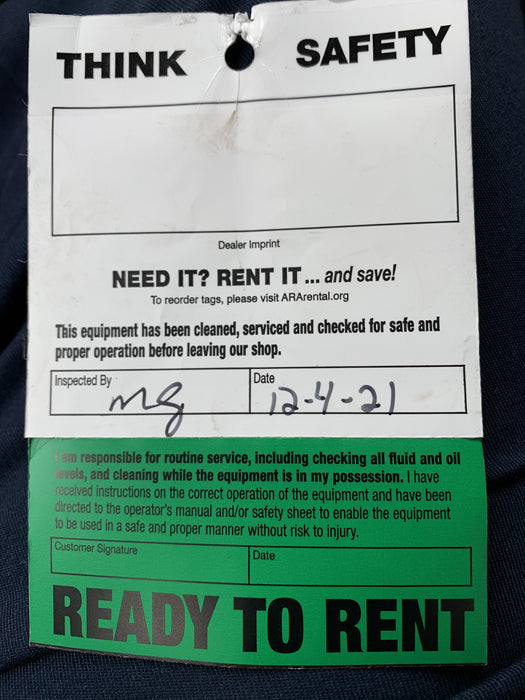 THINK SAFETY
Dealer Imprint
NEED IT? RENT IT ... and save!
To reorder tags, please visit ARArental.org
This equipment has been cleaned, serviced and checked for safe and
proper operation before leaving our shop.
Inspected By Date
mg 12-4-21
I am responsible for routine service, including checking all fluid and oil
levels, and cleaning while the equipment is in my possession. I have
received instructions on the correct operation of the equipment and have been
directed to the operator's manual and/or safety sheet to enable the equipment
to be used in a safe and proper manner without risk to injury.
Customer Signature Date
READY TO RENT